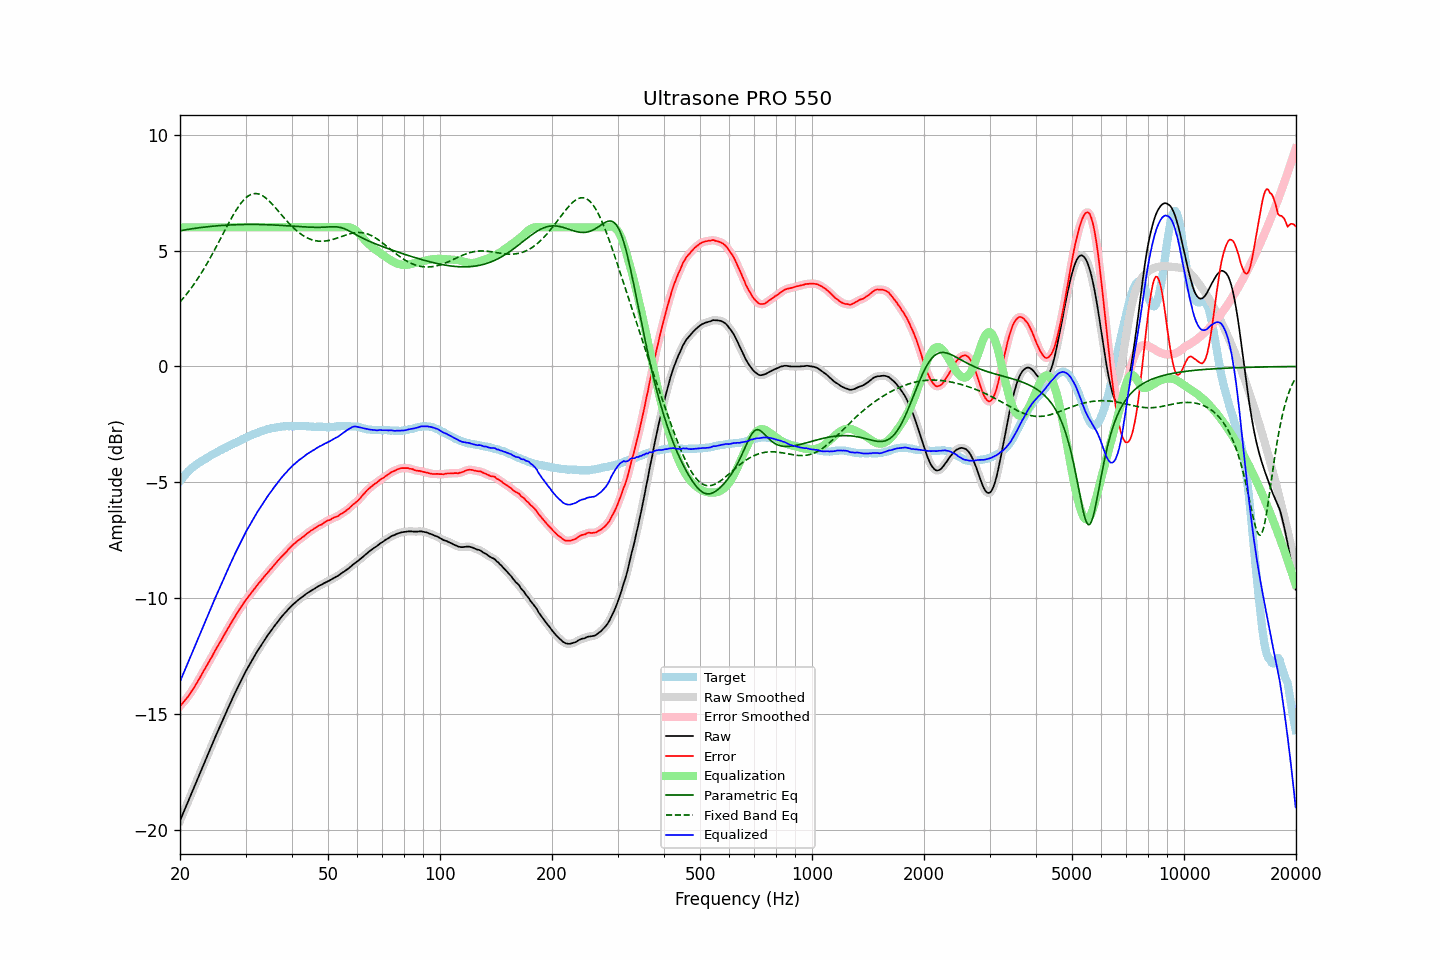 Ultrasone PRO 550
Amplitude (dBr)
10
5
0
−5
−10
−15
−20
Target
Raw Smoothed
Error Smoothed
Raw
Error
Equalization
Parametric Eq
Fixed Band Eq
Equalized
20 50 100 200 500 1000 2000 5000 10000 20000
Frequency (Hz)